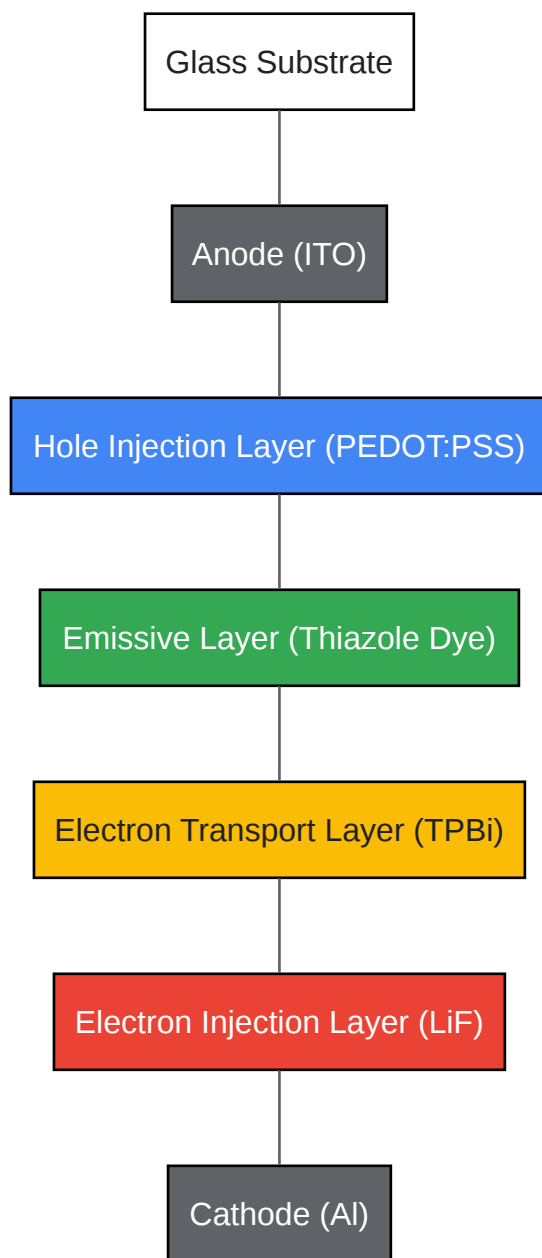 Glass Substrate
Anode (ITO)
Hole Injection Layer (PEDOT:PSS)
Emissive Layer (Thiazole Dye)
Electron Transport Layer (TPBi)
Electron Injection Layer (LiF)
Cathode (Al)